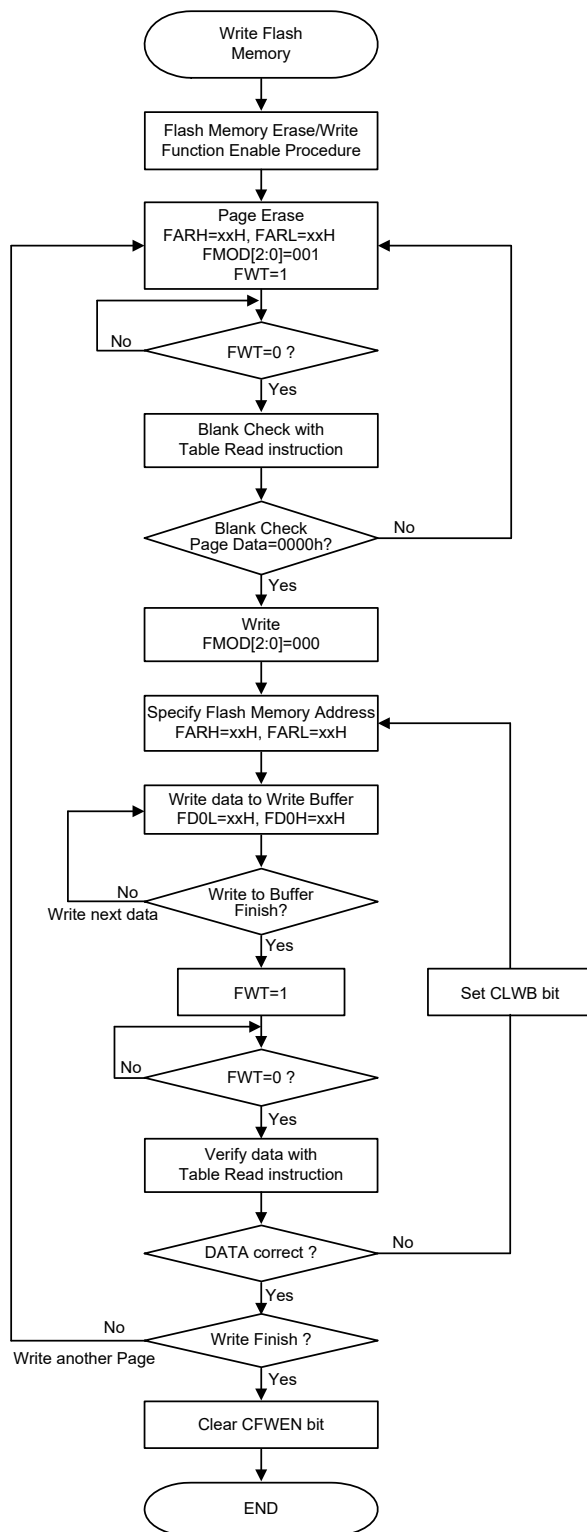 Write Flash
Memory
Flash Memory Erase/Write
Function Enable Procedure
Page Erase
FARH=xxH, FARL=xxH
FMOD[2:0]=001
FWT=1
No
FWT=0 ?
Yes
Blank Check with
Table Read instruction
Blank Check
Page Data=0000h?
No
Yes
Write
FMOD[2:0]=000
Specify Flash Memory Address
FARH=xxH, FARL=xxH
Write data to Write Buffer
FD0L=xxH, FD0H=xxH
No
Write next data
Write to Buffer
Finish?
Yes
FWT=1
Set CLWB bit
No
FWT=0 ?
Yes
Verify data with
Table Read instruction
DATA correct ?
No
Yes
No
Write another Page
Write Finish ?
Yes
Clear CFWEN bit
END